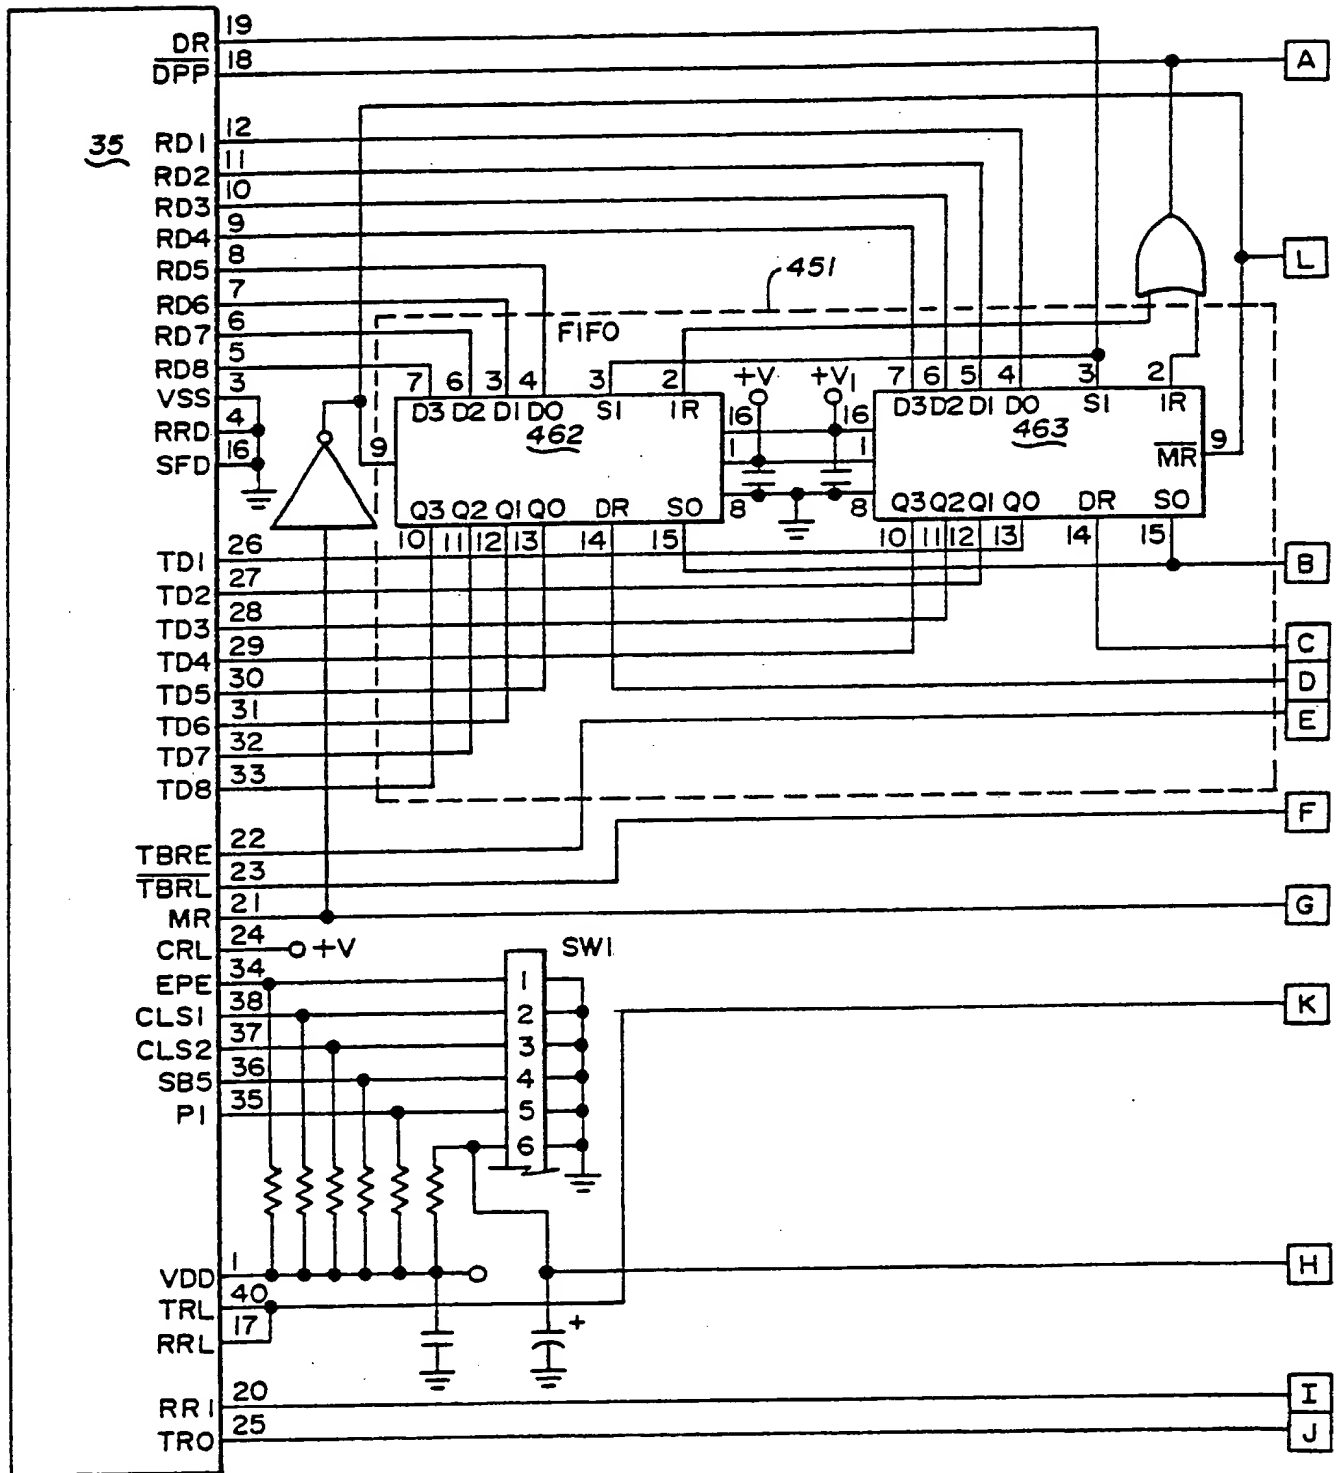 35
DR 19
DPP 18
RD1 12
RD2 11
RD3 10
RD4 9
RD5 8
RD6 7
RD7 6
RD8 5
VSS 3
RRD 4
SFD 16
TD1 26
TD2 27
TD3 28
TD4 29
TD5 30
TD6 31
TD7 32
TD8 33
TBRE 22
TBRL 23
MR 21
CRL 24 +V
EPE 34
CLS1 38
CLS2 37
SB5 36
P1 35
VDD 1
TRL 40
RRL 17
RR1 20
TRO 25
451
FIFO
7 6 3 4 3 2
D3 D2 D1 D0 SI IR
462
9
16
1
8
Q3 Q2 Q1 Q0 DR SO
10 11 12 13 14 15
+V +V1
7 6 5 4 3 2
D3 D2 D1 D0 SI IR
463
16
1
8
MR 9
Q3 Q2 Q1 Q0 DR SO
10 11 12 13 14 15
SW1
1
2
3
4
5
6
+
A
L
B
C
D
E
F
G
K
H
I
J